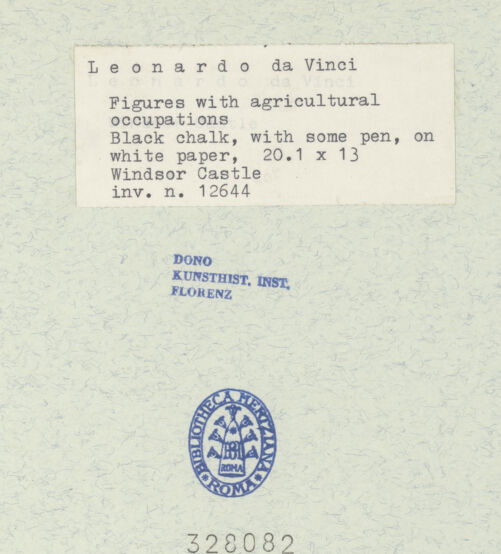 L e o n a r d o  da Vinci
Figures with agricultural
occupations
Black chalk, with some pen, on
white paper,  20.1 x 13
Windsor Castle
inv. n. 12644
DONO
KUNSTHIST. INST.
FLORENZ
BIBLIOTHECA HERTZIANA
ROMA
ROMA
328082